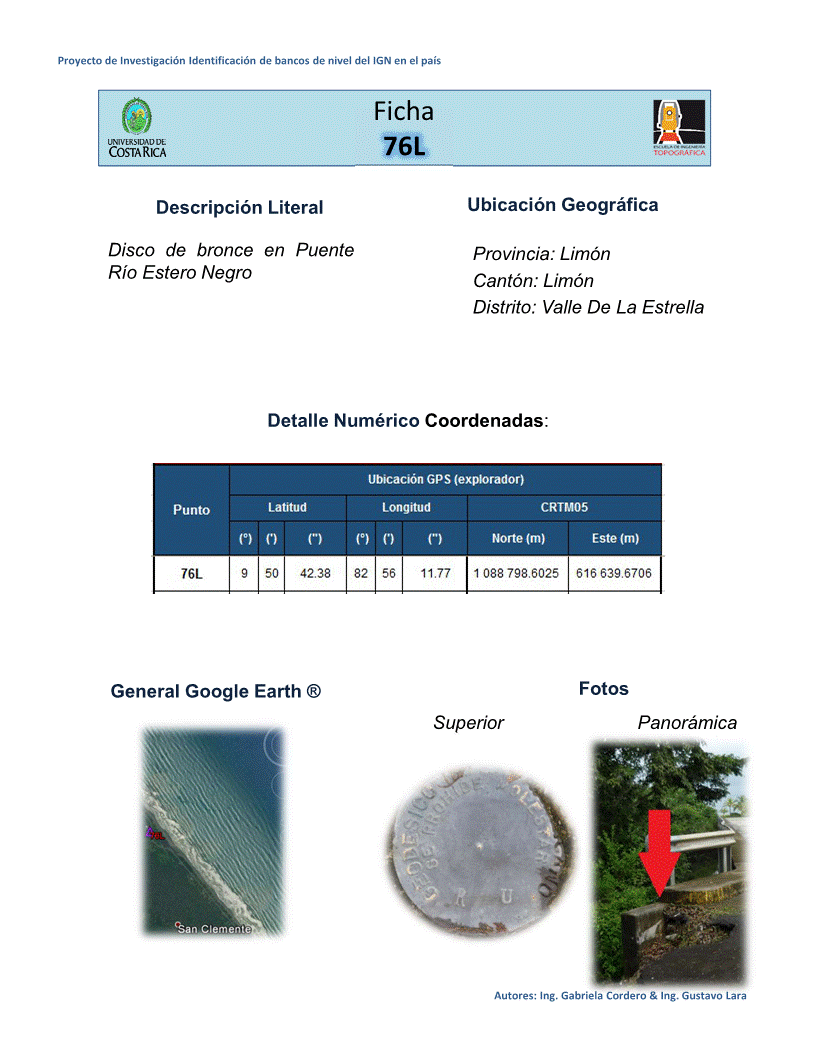 Proyecto de Investigación Identificación de bancos de nivel del IGN en el país
UNIVERSIDAD DE
COSTA RICA
Ficha
76L
ESCUELA DE INGENIERÍA
TOPOGRÁFICA
Descripción Literal
Disco de bronce en Puente
Río Estero Negro
Ubicación Geográfica
Provincia: Limón
Cantón: Limón
Distrito: Valle De La Estrella
Detalle Numérico Coordenadas:
Punto
Ubicación GPS (explorador)
Latitud Longitud CRTM05
(°) (') (") (°) (') (") Norte (m) Este (m)
76L 9 50 42.38 82 56 11.77 1 088 798.6025 616 639.6706
General Google Earth ®
Fotos
Superior Panorámica
76L
San Clemente
GEODESICO
SE PROHIBE MOLESTAR
R U
Autores: Ing. Gabriela Cordero & Ing. Gustavo Lara